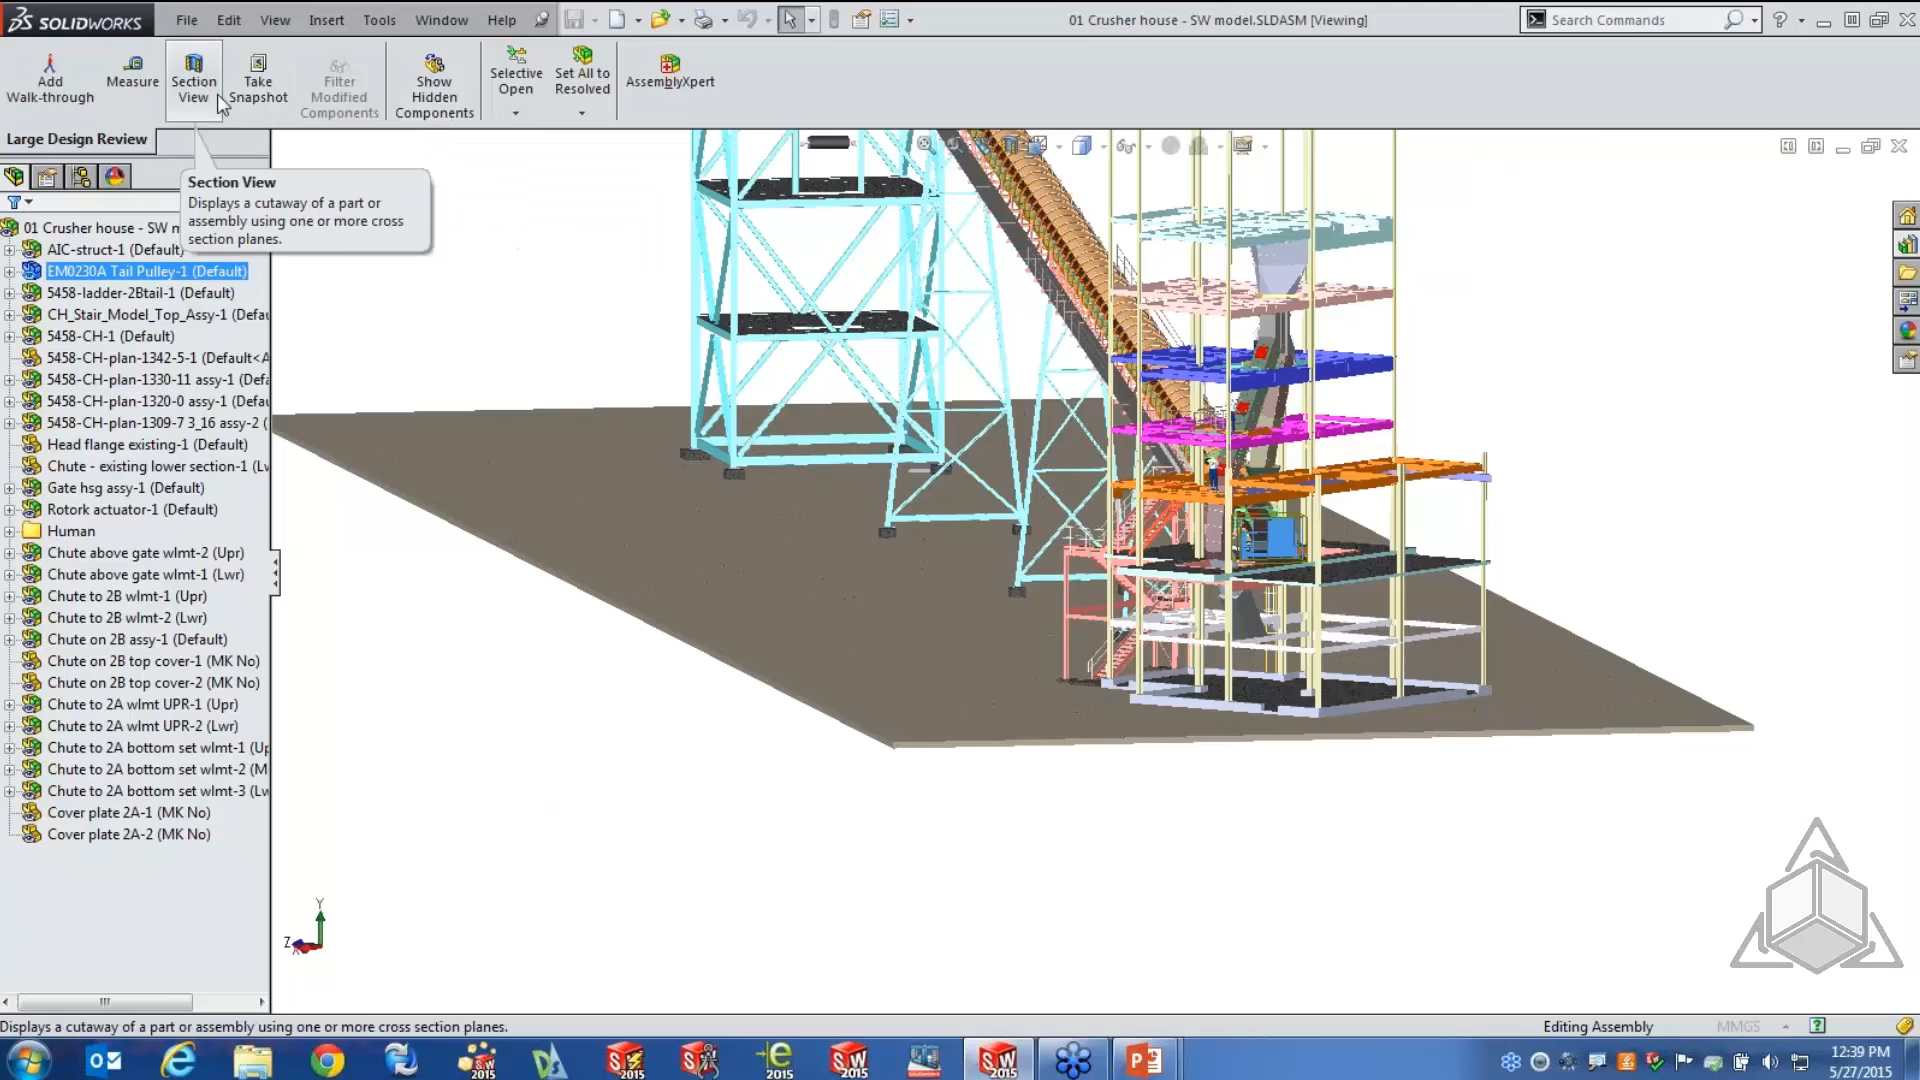 SOLIDWORKS
File Edit View Insert Tools Window Help
01 Crusher house - SW model.SLDASM [Viewing]
Search Commands
Add Walk-through
Measure
Section View
Take Snapshot
Filter Modified Components
Show Hidden Components
Selective Open
Set All to Resolved
AssemblyXpert
Large Design Review
Section View
Displays a cutaway of a part or
assembly using one or more cross
section planes.
01 Crusher house - SW m
AIC-struct-1 (Default)
EM0230A Tail Pulley-1 (Default)
5458-ladder-2Btail-1 (Default)
CH_Stair_Model_Top_Assy-1 (Defau
5458-CH-1 (Default)
5458-CH-plan-1342-5-1 (Default<A
5458-CH-plan-1330-11 assy-1 (Defa
5458-CH-plan-1320-0 assy-1 (Defau
5458-CH-plan-1309-7 3_16 assy-2 (
Head flange existing-1 (Default)
Chute - existing lower section-1 (Lv
Gate hsg assy-1 (Default)
Rotork actuator-1 (Default)
Human
Chute above gate wlmt-2 (Upr)
Chute above gate wlmt-1 (Lwr)
Chute to 2B wlmt-1 (Upr)
Chute to 2B wlmt-2 (Lwr)
Chute on 2B assy-1 (Default)
Chute on 2B top cover-1 (MK No)
Chute on 2B top cover-2 (MK No)
Chute to 2A wlmt UPR-1 (Upr)
Chute to 2A wlmt UPR-2 (Lwr)
Chute to 2A bottom set wlmt-1 (Up
Chute to 2A bottom set wlmt-2 (M
Chute to 2A bottom set wlmt-3 (Lw
Cover plate 2A-1 (MK No)
Cover plate 2A-2 (MK No)
Y
Z
Displays a cutaway of a part or assembly using one or more cross section planes.
Editing Assembly
MMGS
2015
2015
2015
2015
2015
12:39 PM
5/27/2015